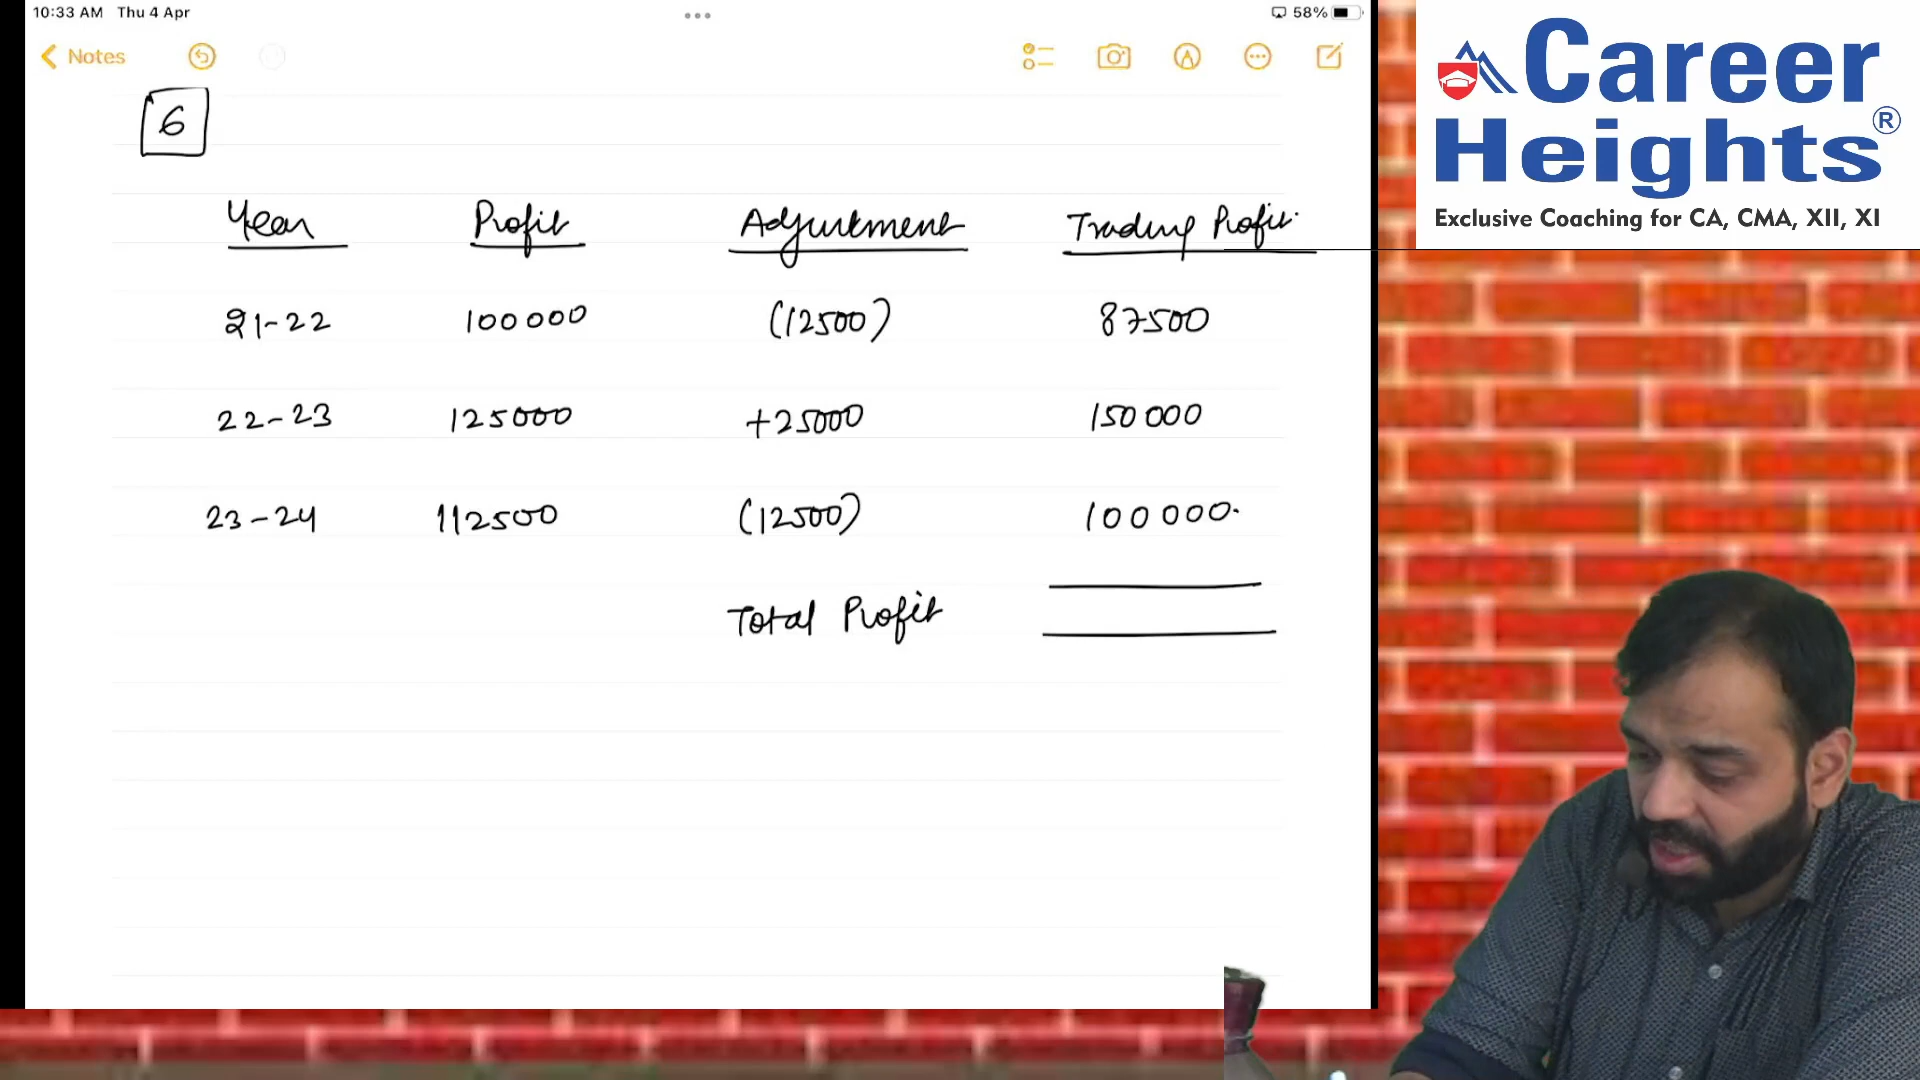 10:33 AM Thu 4 Apr
58%
Notes
6
Year Profit Adjustment Trading Profit
21-22 100000 (12500) 87500
22-23 125000 +25000 150000
23-24 112500 (12500) 100000
Total Profit
Career
Heights®
Exclusive Coaching for CA, CMA, XII, XI